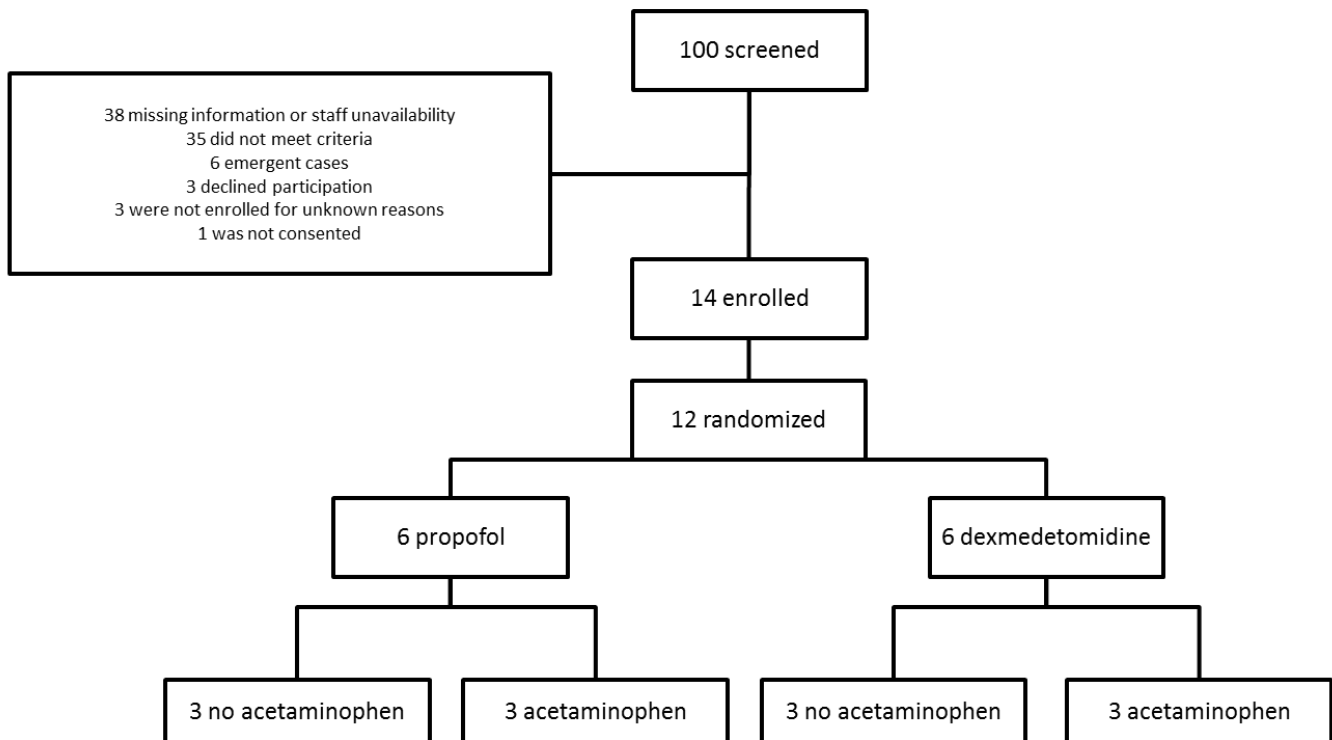 100 screened
38 missing information or staff unavailability
35 did not meet criteria
6 emergent cases
3 declined participation
3 were not enrolled for unknown reasons
1 was not consented
14 enrolled
12 randomized
6 propofol
6 dexmedetomidine
3 no acetaminophen
3 acetaminophen
3 no acetaminophen
3 acetaminophen